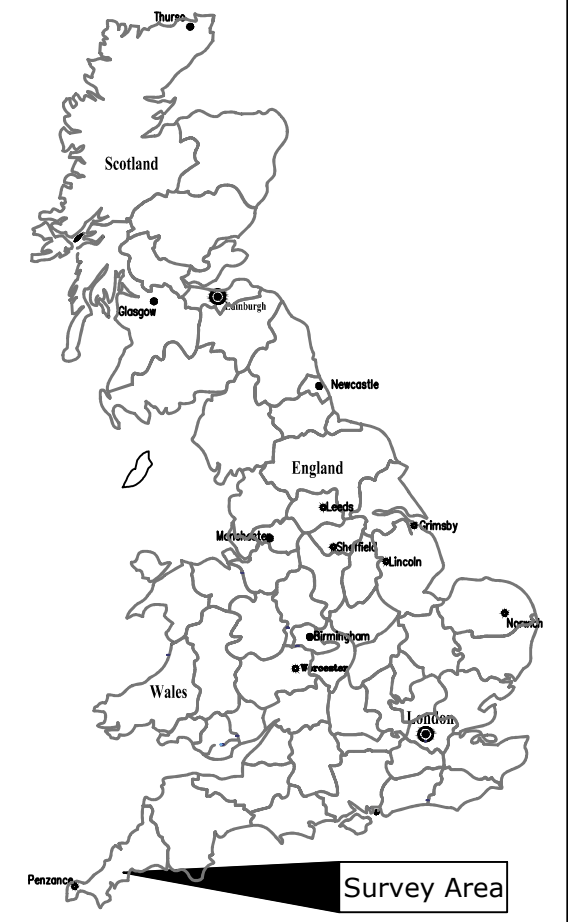 Thurso
Scotland
Glasgow
Edinburgh
Newcastle
England
Leeds
Grimsby
Manchester
Sheffield
Lincoln
Norwich
Birmingham
Worcester
Wales
London
Penzance
Survey Area